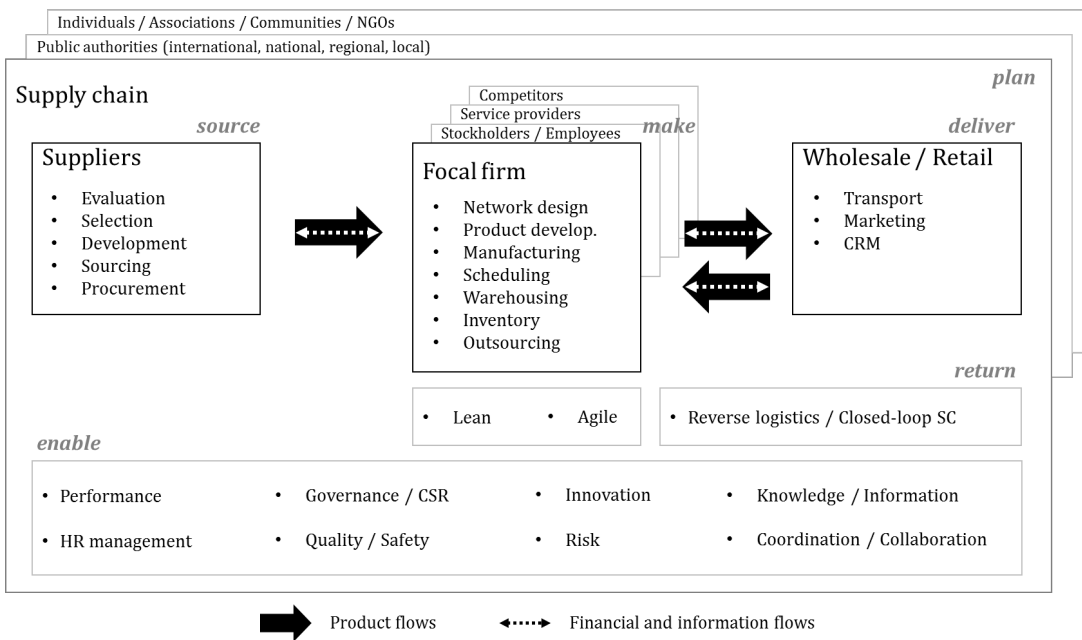 Individuals / Associations / Communities / NGOs
Public authorities (international, national, regional, local)
plan
Supply chain
Competitors
Service providers
Stockholders / Employees
source
make
deliver
Suppliers
• Evaluation
• Selection
• Development
• Sourcing
• Procurement
Focal firm
• Network design
• Product develop.
• Manufacturing
• Scheduling
• Warehousing
• Inventory
• Outsourcing
Wholesale / Retail
• Transport
• Marketing
• CRM
return
• Lean
• Agile
• Reverse logistics / Closed-loop SC
enable
• Performance
• Governance / CSR
• Innovation
• Knowledge / Information
• HR management
• Quality / Safety
• Risk
• Coordination / Collaboration
Product flows
Financial and information flows